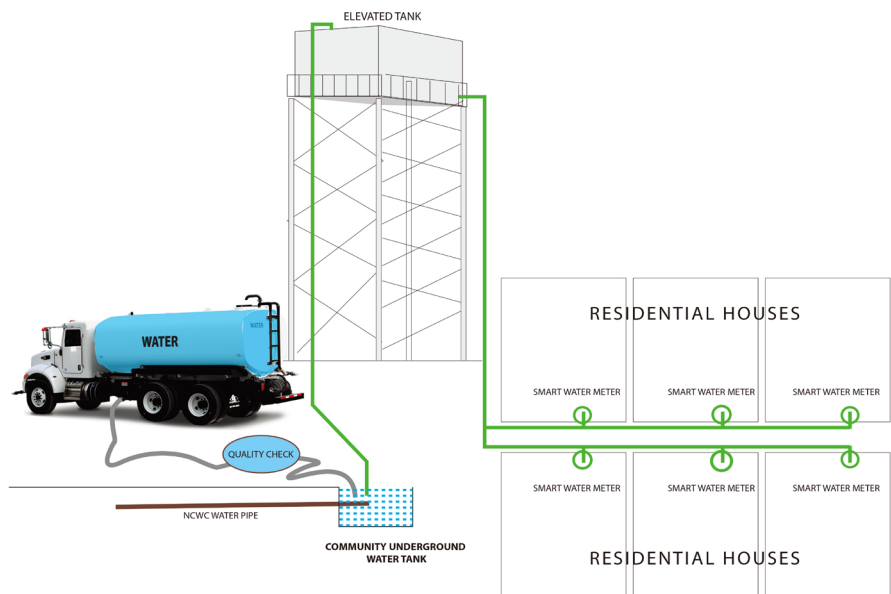 ELEVATED TANK
WATER
WATER
RESIDENTIAL HOUSES
SMART WATER METER
SMART WATER METER
SMART WATER METER
QUALITY CHECK
NCWC WATER PIPE
COMMUNITY UNDERGROUND
WATER TANK
SMART WATER METER
SMART WATER METER
SMART WATER METER
RESIDENTIAL HOUSES